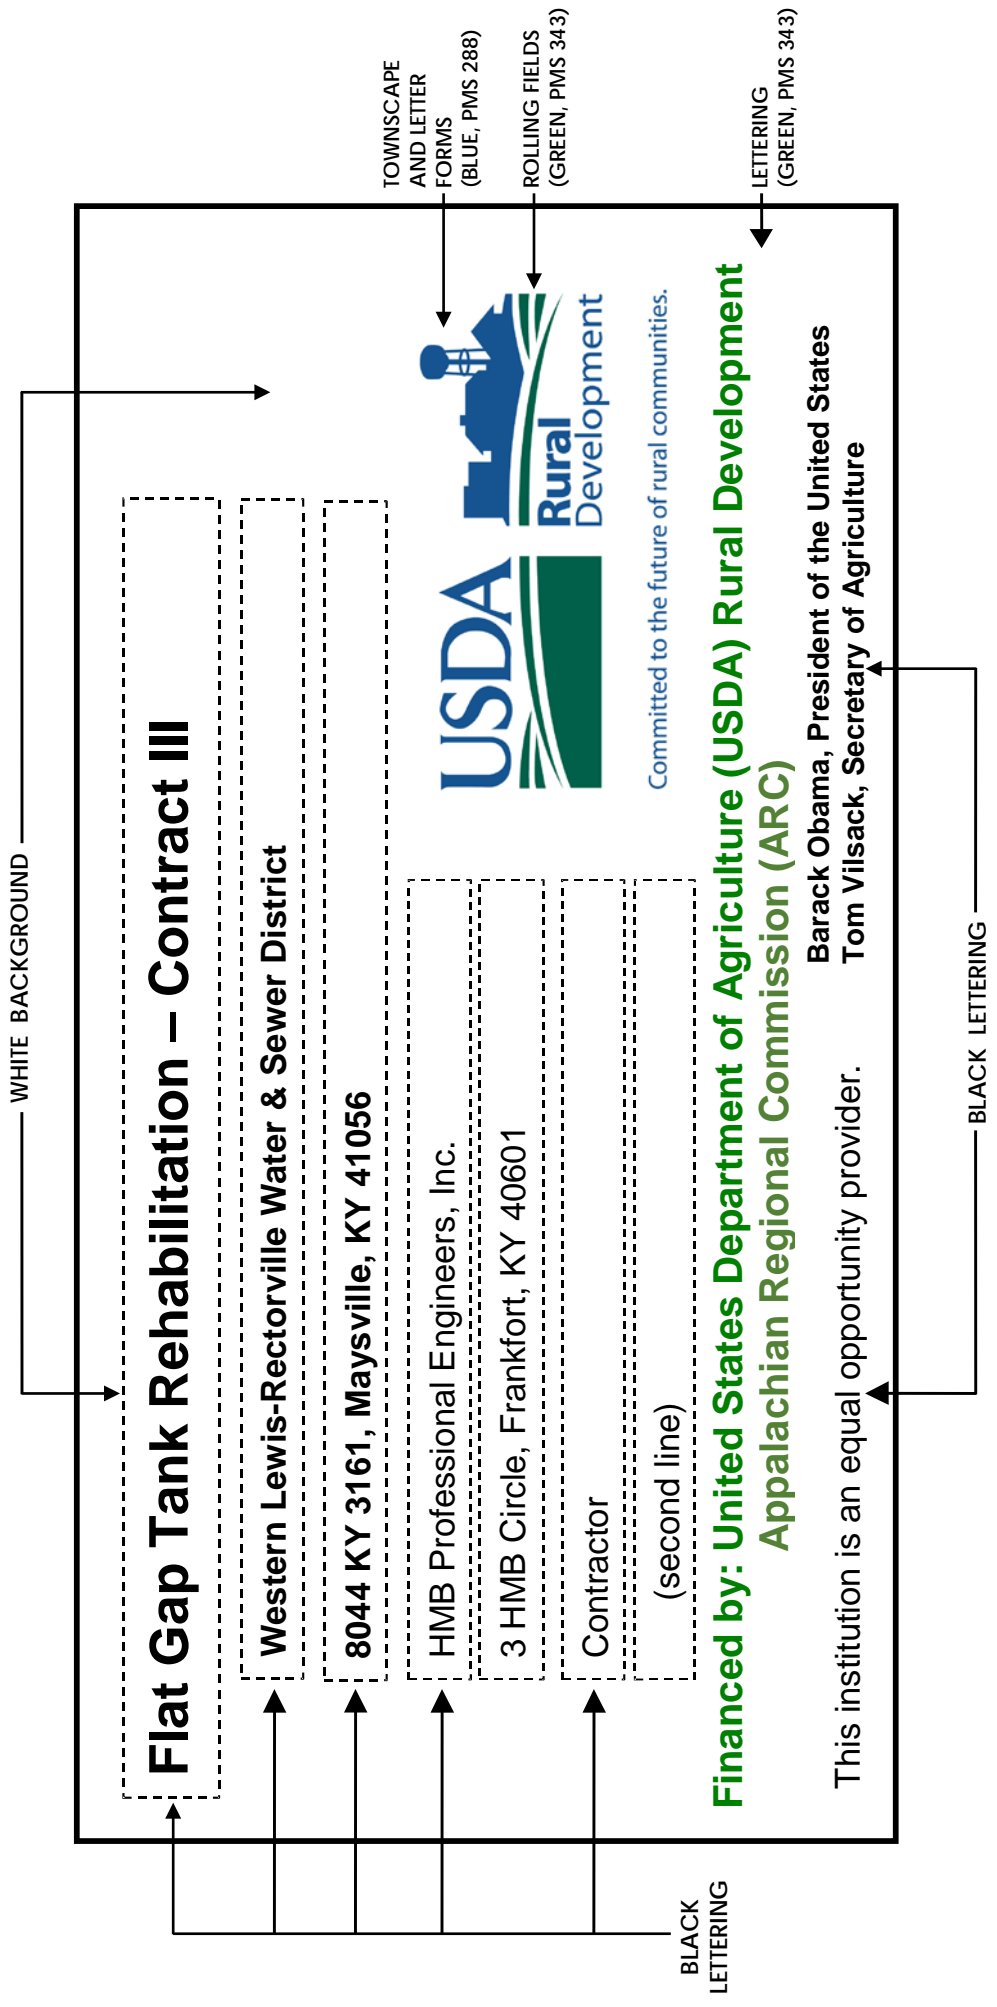 WHITE BACKGROUND
Flat Gap Tank Rehabilitation – Contract III
Western Lewis-Rectorville Water & Sewer District
8044 KY 3161, Maysville, KY 41056
HMB Professional Engineers, Inc.
3 HMB Circle, Frankfort, KY 40601
Contractor
(second line)
BLACK
LETTERING
USDA
Rural
Development
Committed to the future of rural communities.
TOWNSCAPE
AND LETTER
FORMS
(BLUE, PMS 288)
ROLLING FIELDS
(GREEN, PMS 343)
LETTERING
(GREEN, PMS 343)
Financed by: United States Department of Agriculture (USDA) Rural Development
Appalachian Regional Commission (ARC)
Barack Obama, President of the United States
This institution is an equal opportunity provider.
Tom Vilsack, Secretary of Agriculture
BLACK LETTERING